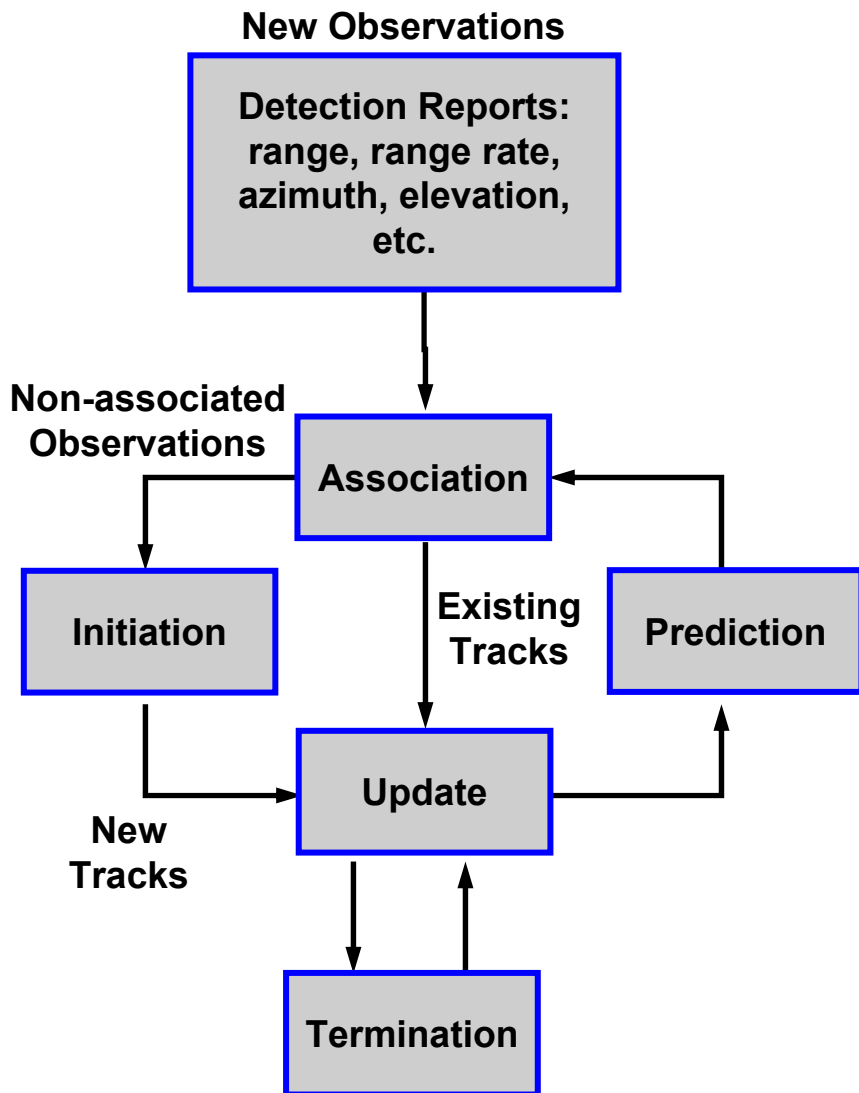 New Observations
Detection Reports:
range, range rate,
azimuth, elevation,
etc.
Non-associated
Observations
Association
Initiation
Existing
Tracks
Prediction
Update
New
Tracks
Termination